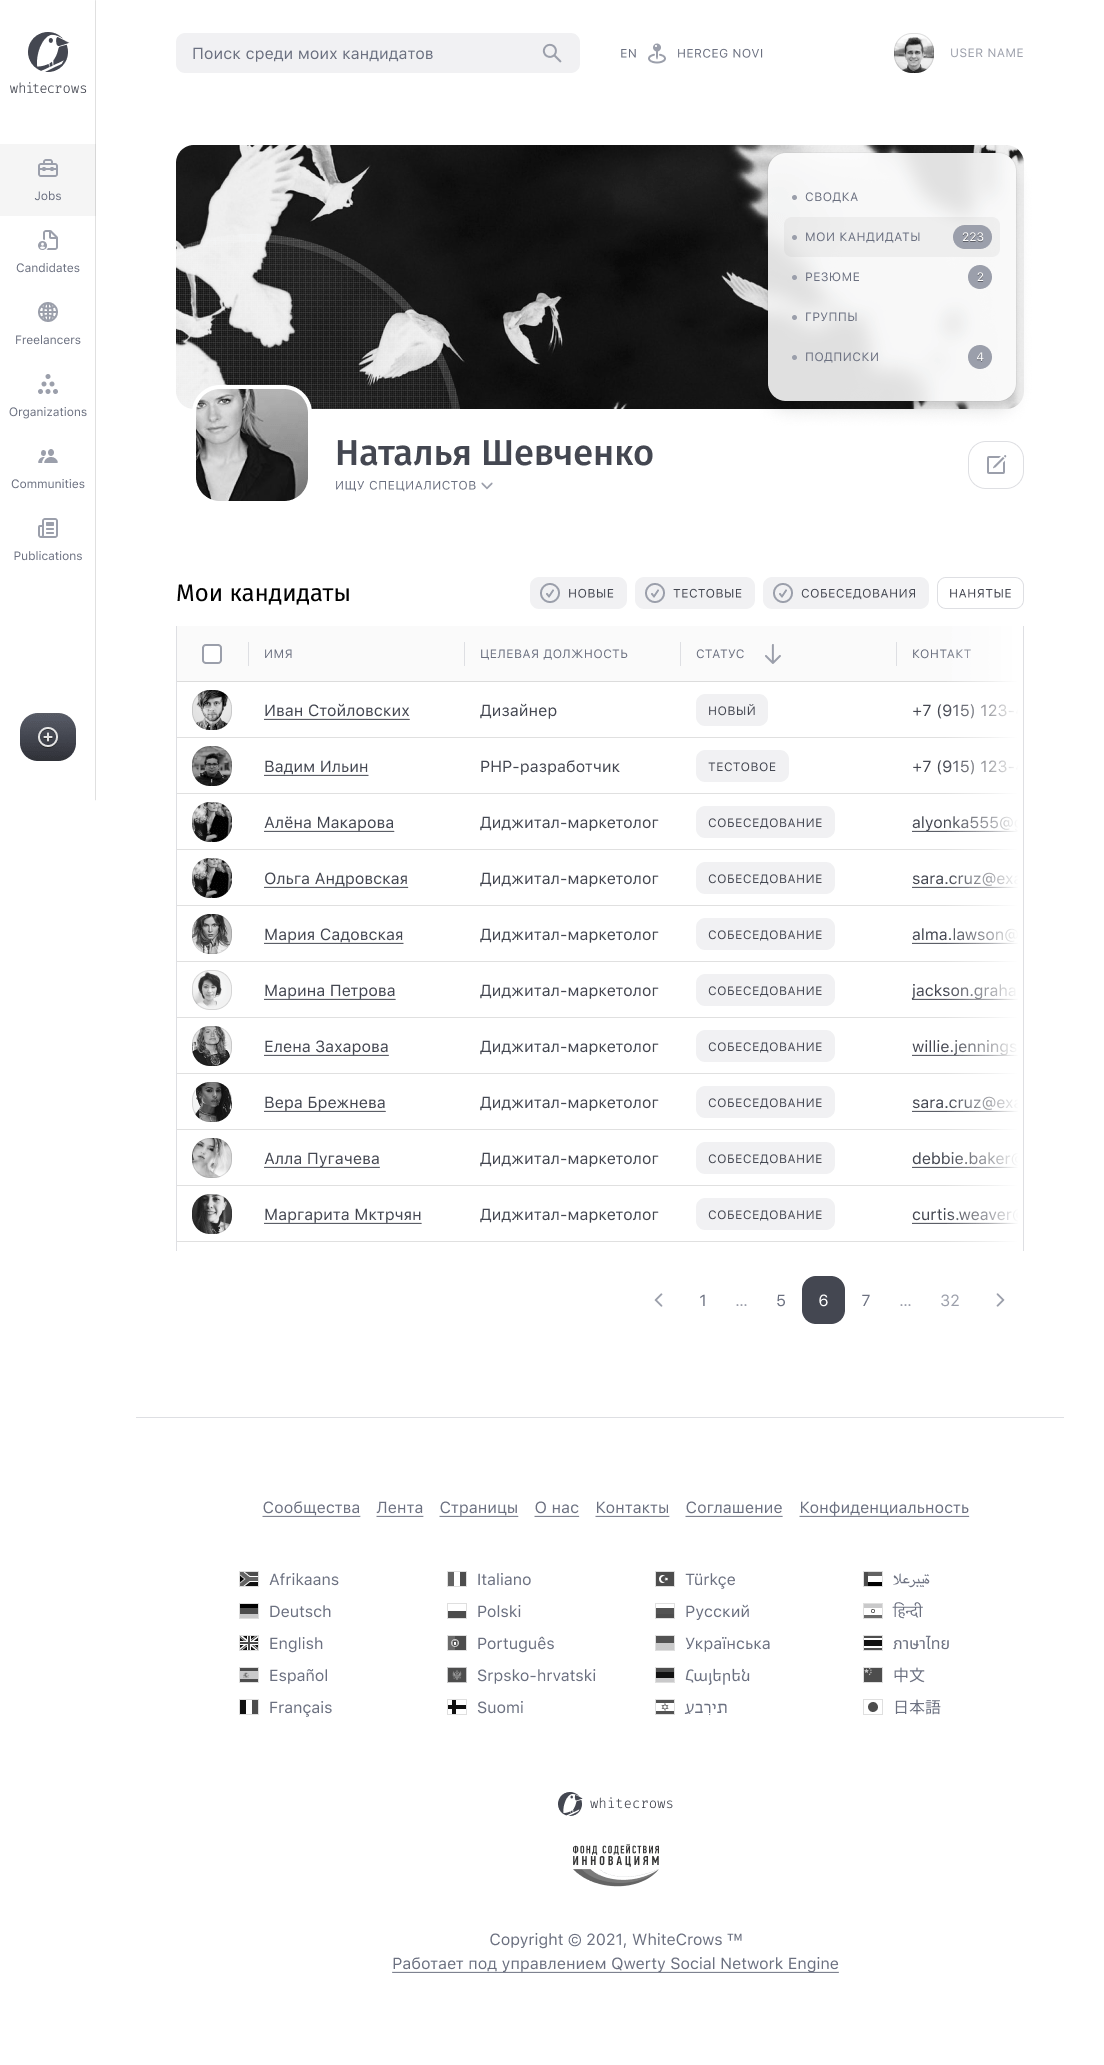 whitecrows
Поиск среди моих кандидатов
EN
HERCEG NOVI
USER NAME
Jobs
Candidates
Freelancers
Organizations
Communities
Publications
СВОДКА
МОИ КАНДИДАТЫ 223
РЕЗЮМЕ 2
ГРУППЫ
ПОДПИСКИ 4
Наталья Шевченко
ИЩУ СПЕЦИАЛИСТОВ
Мои кандидаты
НОВЫЕ
ТЕСТОВЫЕ
СОБЕСЕДОВАНИЯ
НАНЯТЫЕ
ИМЯ ЦЕЛЕВАЯ ДОЛЖНОСТЬ СТАТУС КОНТАКТ
Иван Стойловских Дизайнер НОВЫЙ +7 (915) 123-
Вадим Ильин PHP-разработчик ТЕСТОВОЕ +7 (915) 123-
Алёна Макарова Диджитал-маркетолог СОБЕСЕДОВАНИЕ alyonka555@
Ольга Андровская Диджитал-маркетолог СОБЕСЕДОВАНИЕ sara.cruz@exa
Мария Садовская Диджитал-маркетолог СОБЕСЕДОВАНИЕ alma.lawson@
Марина Петрова Диджитал-маркетолог СОБЕСЕДОВАНИЕ jackson.graha
Елена Захарова Диджитал-маркетолог СОБЕСЕДОВАНИЕ willie.jennings
Вера Брежнева Диджитал-маркетолог СОБЕСЕДОВАНИЕ sara.cruz@exa
Алла Пугачева Диджитал-маркетолог СОБЕСЕДОВАНИЕ debbie.baker@
Маргарита Мктрчян Диджитал-маркетолог СОБЕСЕДОВАНИЕ curtis.weaver@
1 ... 5 6 7 ... 32
Сообщества Лента Страницы О нас Контакты Соглашение Конфиденциальность
Afrikaans Italiano Türkçe ةيبرعلا
Deutsch Polski Русский हिन्दी
English Português Українська ภาษาไทย
Español Srpsko-hrvatski Հայերեն 中文
Français Suomi תירבע 日本語
whitecrows
ФОНД СОДЕЙСТВИЯ
ИННОВАЦИЯМ
Copyright © 2021, WhiteCrows ™
Работает под управлением Qwerty Social Network Engine